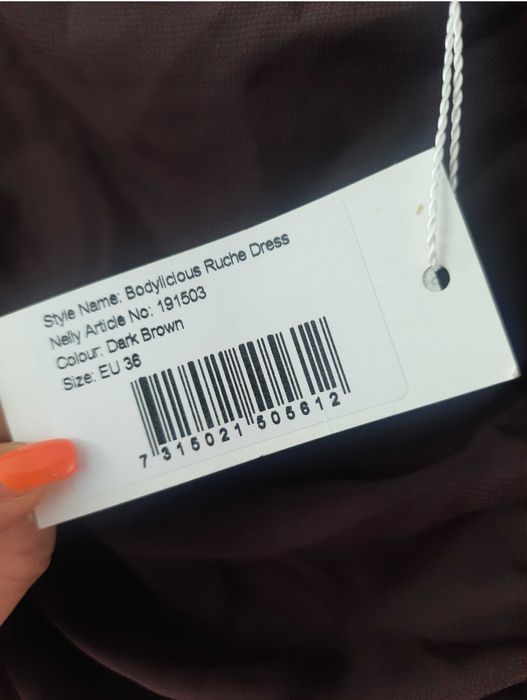 Style Name: Bodylicious Ruche Dress
Nelly Article No: 191503
Colour: Dark Brown
Size: EU 36
7 315021 505612